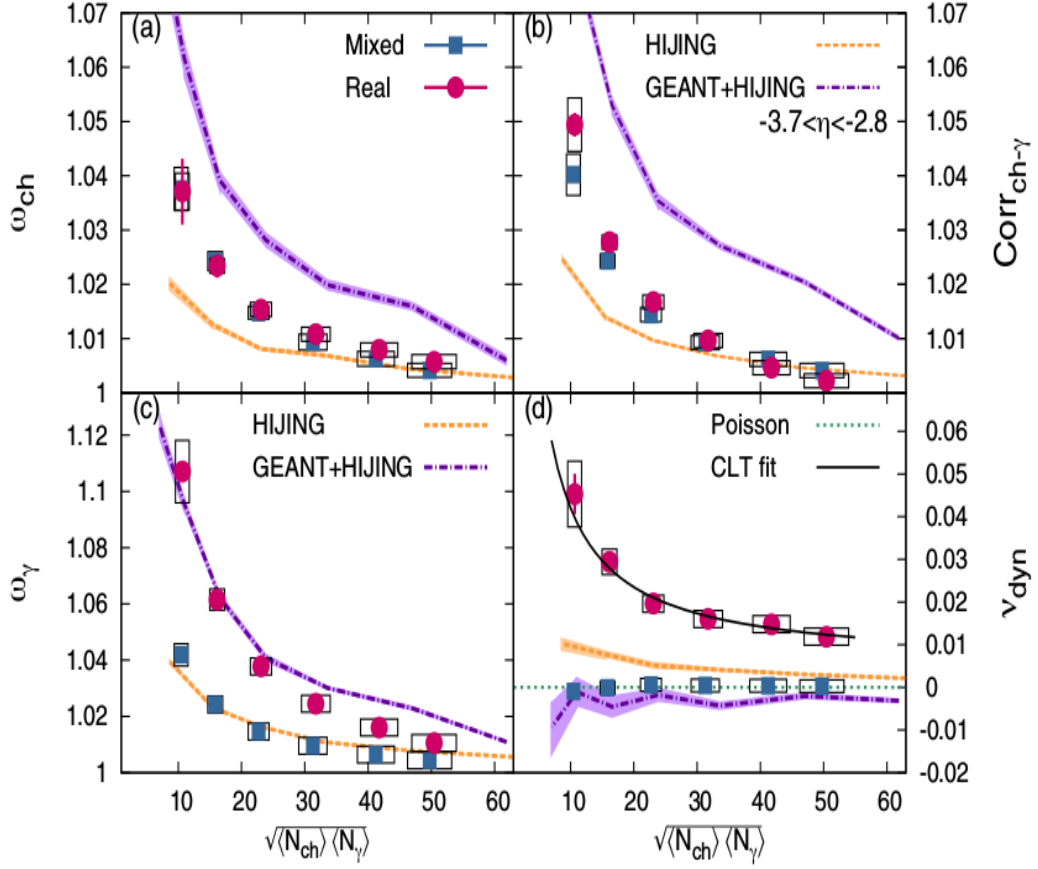 (a)
Mixed
Real
1.07
1.06
1.05
1.04
1.03
1.02
1.01
1
ω_ch
(b)
HIJING
GEANT+HIJING
-3.7<η<-2.8
1.07
1.06
1.05
1.04
1.03
1.02
1.01
1
Corr_ch-γ
(c)
HIJING
GEANT+HIJING
1.12
1.1
1.08
1.06
1.04
1.02
1
ω_γ
10 20 30 40 50 60
√⟨N_ch⟩ ⟨N_γ⟩
(d)
Poisson
CLT fit
0.06
0.05
0.04
0.03
0.02
0.01
0
-0.01
-0.02
ν_dyn
10 20 30 40 50 60
√⟨N_ch⟩ ⟨N_γ⟩